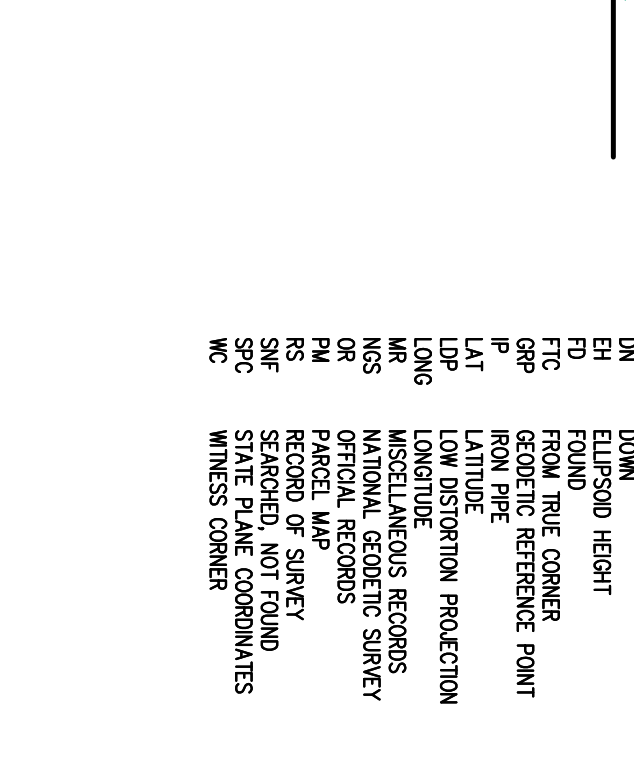 DN DOWN
EH ELLIPSOID HEIGHT
FD FOUND
FTC FROM TRUE CORNER
GRP GEODETIC REFERENCE POINT
IP IRON PIPE
LAT LATITUDE
LDP LOW DISTORTION PROJECTION
LONG LONGITUDE
MR MISCELLANEOUS RECORDS
NGS NATIONAL GEODETIC SURVEY
OR OFFICIAL RECORDS
PM PARCEL MAP
RS RECORD OF SURVEY
SNF SEARCHED, NOT FOUND
SPC STATE PLANE COORDINATES
WC WITNESS CORNER